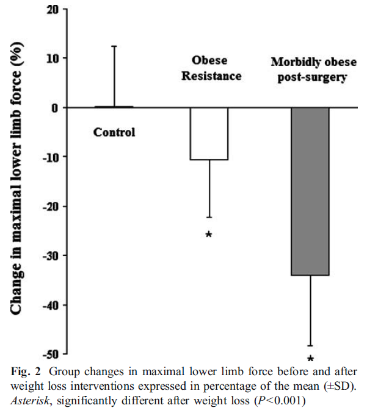 Change in maximal lower limb force (%)
20
10
0
-10
-20
-30
-40
-50
Control
Obese
Resistance
*
Morbidly obese
post-surgery
*
Fig. 2 Group changes in maximal lower limb force before and after
weight loss interventions expressed in percentage of the mean (±SD).
Asterisk, significantly different after weight loss (P<0.001)